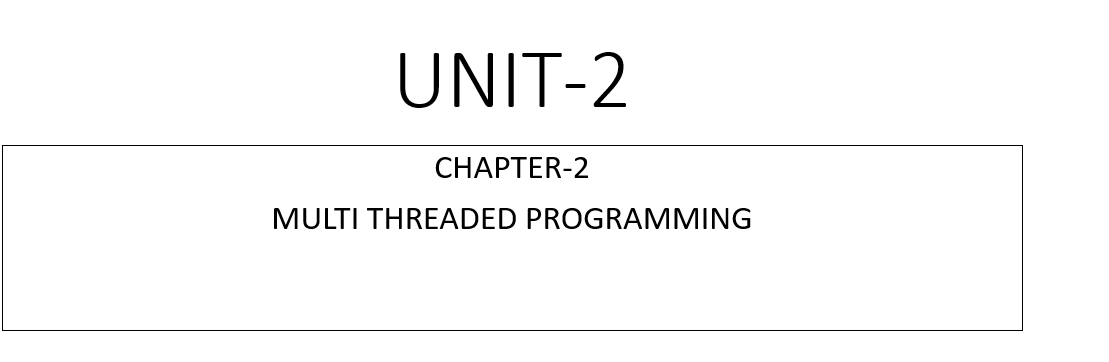 UNIT-2
CHAPTER-2
MULTI THREADED PROGRAMMING